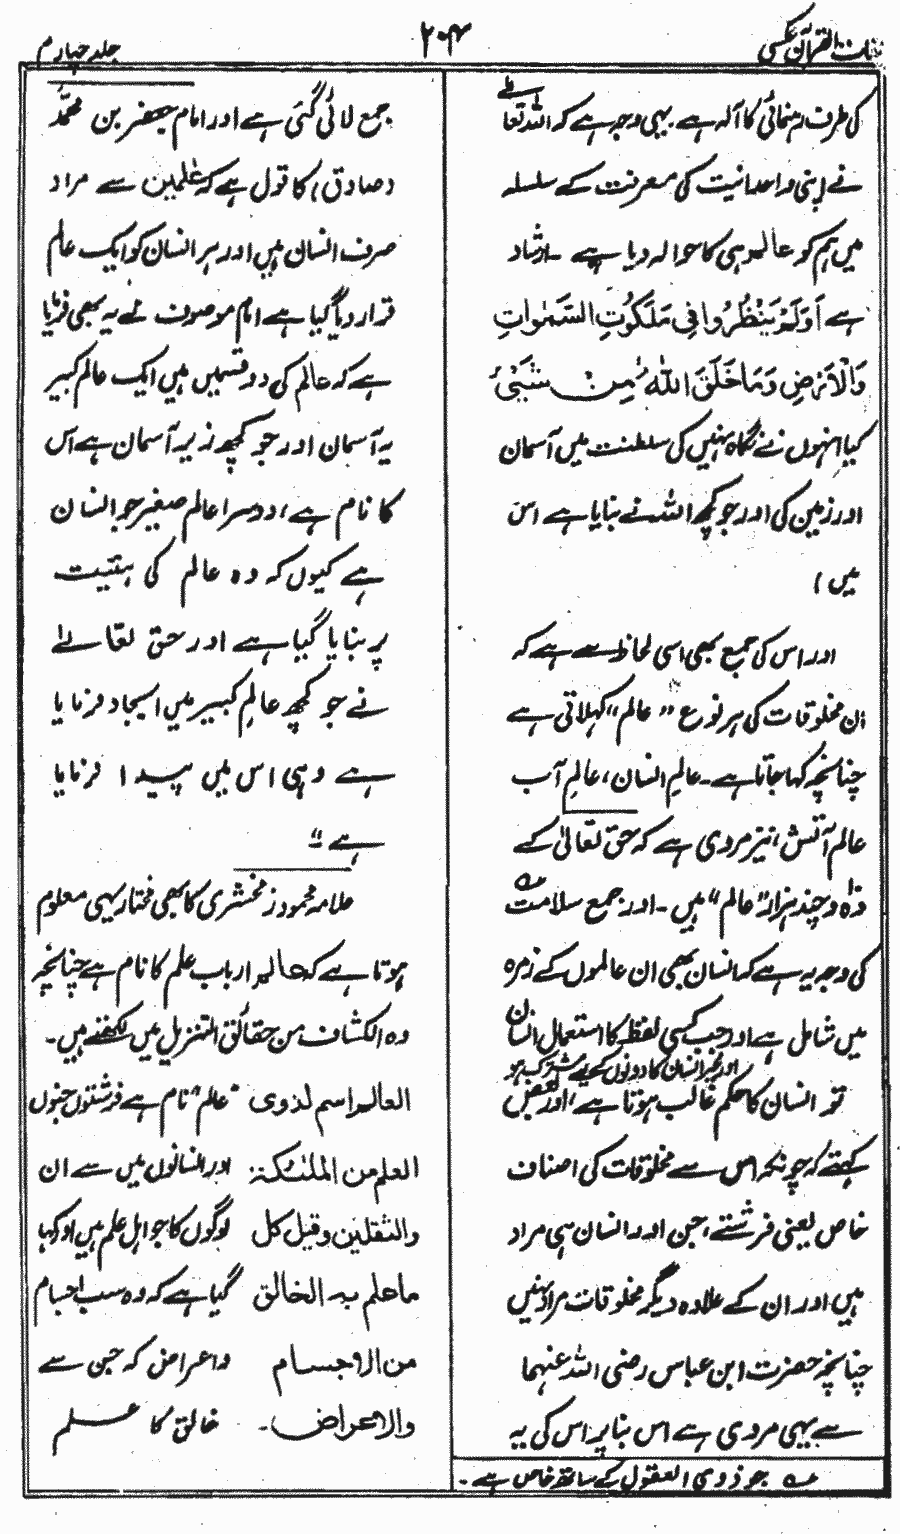 لغات القرآن عکسی
۲۰۴
جلد چہارم
کی طرف رہنمائی کا آلہ ہے یہی وجہ ہے کہ اللہ تعالےٰ
نے اپنی وحدانیت کی معرفت کے سلسلہ
میں ہم کو عالم ہی کا حوالہ دیا ہے۔ ارشاد
ہے اَوَلَمْ يَنْظُرُوا فِي مَلَكُوتِ السَّمٰوَاتِ
وَالْاَرْضِ وَمَا خَلَقَ اللّٰهُ مِنْ شَيْءٍ
کیا انہوں نے نگاہ نہیں کی سلطنت میں آسمان
اور زمین کی اور جو کچھ اللہ نے بنایا ہے اس
میں)
اور اس کی جمع بھی اسی لحاظ سے ہے کہ
ان مخلوقات کی ہر نوع "عالم" کہلاتی ہے
چنانچہ کہا جاتا ہے۔ عالمِ انسان، عالمِ آب
عالم آتش، نیز مروی ہے کہ حق تعالیٰ کے
دہ و چند ہزار "عالم" ہیں۔ اور جمع سلامت
کی وجہ یہ ہے کہ انسان بھی ان عالموں کے زمرہ
میں شامل ہے اور جب کسی لفظ کا استعمال انسان
اور غیر انسان کا دونوں کے لیے مشترک ہو
تو انسان کا حکم غالب ہوتا ہے، اور بعض
کہتے کہ چونکہ اس سے مخلوقات کی اصناف
خاص یعنی فرشتے، جن اور انسان ہی مراد
ہیں اور ان کے علاوہ دیگر مخلوقات مراد نہیں
چنانچہ حضرت ابن عباس رضی اللہ عنہما
سے یہی مروی ہے اس بنا پر اس کی یہ
جو ذوی العقول کے ساتھ خاص ہے۔
جمع لائی گئی ہے اور امام جعفر بن محمدؒ
صادق) کا قول ہے کہ عٰلمین سے مراد
صرف انسان ہیں اور ہر انسان کو ایک عالم
قرار دیا گیا ہے امام موصوف نے یہ بھی فرمایا
ہے کہ عالم کی دو قسمیں ہیں ایک عالم کبیر
یہ آسمان اور جو کچھ زیر آسمان ہے اس
کا نام ہے، دوسرا عالم صغیر جو انسان
ہے کیوں کہ وہ عالم کی ہئیت
پر بنایا گیا ہے اور حق تعالےٰ
نے جو کچھ عالمِ کبیر میں ایجاد فرمایا
ہے وہی اس میں پیدا فرمایا
ہے"
علامہ محمود زمخشری کا بھی مختار یہی معلوم
ہوتا ہے کہ عالم ارباب علم کا نام ہے چنانچہ
وہ الکشاف من حقائق التنزیل میں لکھتے ہیں۔
العالم اسم لذوی "عالم" نام ہے فرشتوں جنوں
العلم من الملٰئکۃ اور انسانوں میں سے ان
والثقلین وقیل کل لوگوں کا جو اہل علم ہیں اور کہا
ما علم بہ الخالق گیا ہے کہ وہ سب اجسام
من الاجسام واعراض کہ جن سے
والاعراض۔ خالق کا علم